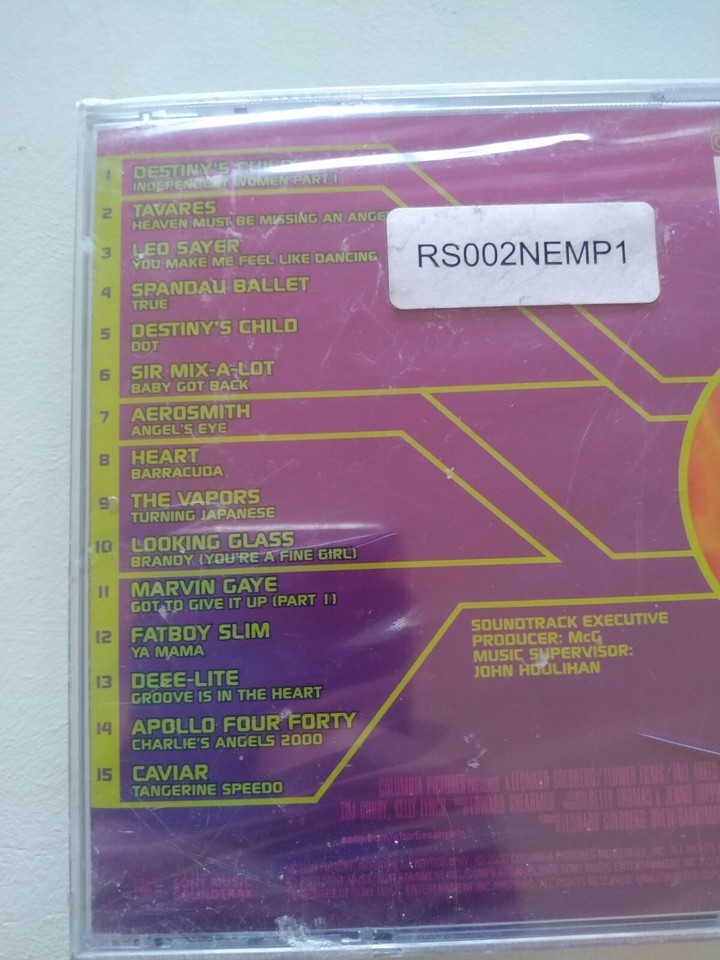 1 DESTINY'S CHILD
INDEPENDENT WOMEN PART I
2 TAVARES
HEAVEN MUST BE MISSING AN ANGE
3 LEO SAYER
YOU MAKE ME FEEL LIKE DANCING
RS002NEMP1
4 SPANDAU BALLET
TRUE
5 DESTINY'S CHILD
DOT
6 SIR MIX-A-LOT
BABY GOT BACK
7 AEROSMITH
ANGEL'S EYE
8 HEART
BARRACUDA
9 THE VAPORS
TURNING JAPANESE
10 LOOKING GLASS
BRANDY (YOU'RE A FINE GIRL)
11 MARVIN GAYE
GOT TO GIVE IT UP (PART I)
12 FATBOY SLIM
YA MAMA
13 DEEE-LITE
GROOVE IS IN THE HEART
14 APOLLO FOUR FORTY
CHARLIE'S ANGELS 2000
15 CAVIAR
TANGERINE SPEEDO
SOUNDTRACK EXECUTIVE
PRODUCER: McG
MUSIC SUPERVISOR:
JOHN HOULIHAN
SONY MUSIC
SOUNDTRAX